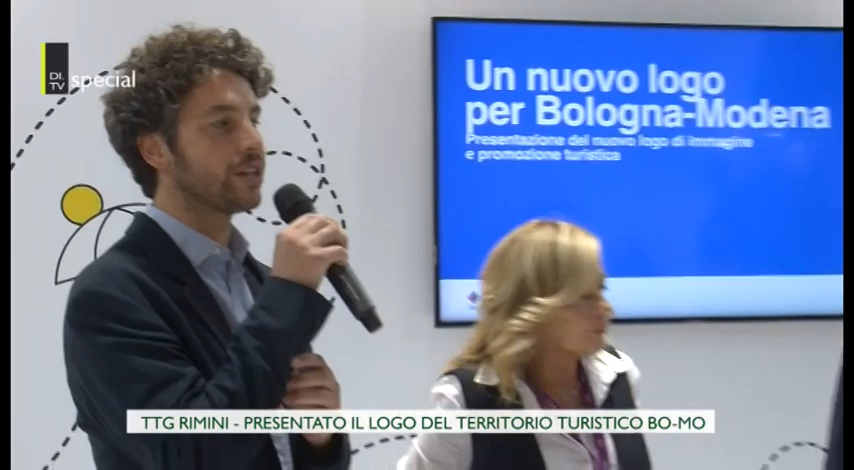 DI.
TV special
Un nuovo logo
per Bologna-Modena
Presentazione del nuovo logo di immagine
e promozione turistica
TTG RIMINI - PRESENTATO IL LOGO DEL TERRITORIO TURISTICO BO-MO